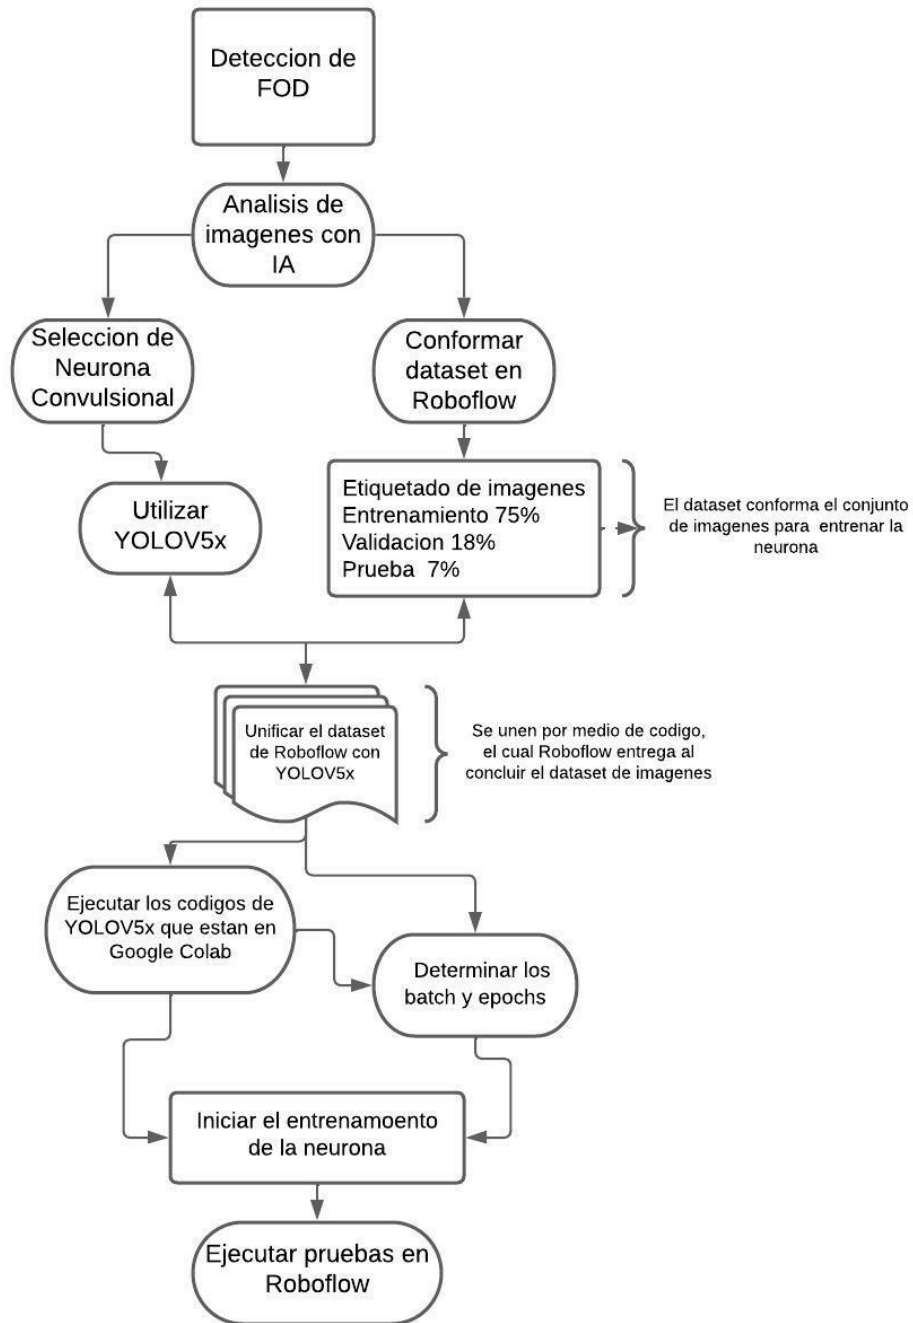 Deteccion de
FOD
Analisis de
imagenes con
IA
Seleccion de
Neurona
Convulsional
Conformar
dataset en
Roboflow
Utilizar
YOLOV5x
Etiquetado de imagenes
Entrenamiento 75%
Validacion 18%
Prueba 7%
El dataset conforma el conjunto
de imagenes para entrenar la
neurona
Unificar el dataset
de Roboflow con
YOLOV5x
Se unen por medio de codigo,
el cual Roboflow entrega al
concluir el dataset de imagenes
Ejecutar los codigos de
YOLOV5x que estan en
Google Colab
Determinar los
batch y epochs
Iniciar el entrenamoento
de la neurona
Ejecutar pruebas en
Roboflow